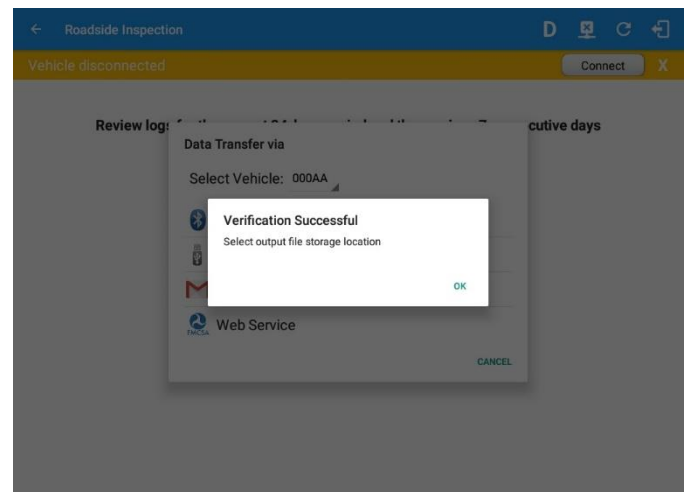 Roadside Inspection
D
Vehicle disconnected
Connect X
Review logs cutive days
Data Transfer via
Select Vehicle: 000AA
Verification Successful
Select output file storage location
OK
Web Service
FMCSA
CANCEL